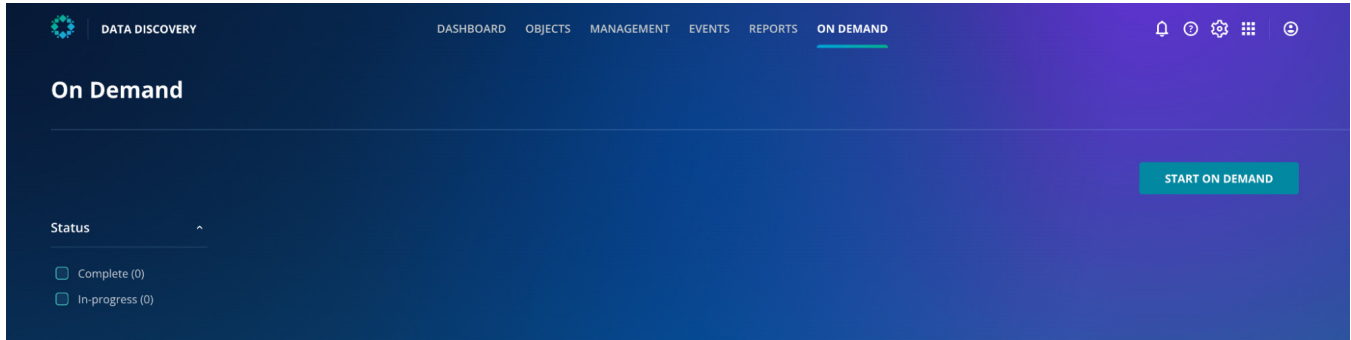 DATA DISCOVERY
DASHBOARD OBJECTS MANAGEMENT EVENTS REPORTS ON DEMAND
On Demand
START ON DEMAND
Status
Complete (0)
In-progress (0)